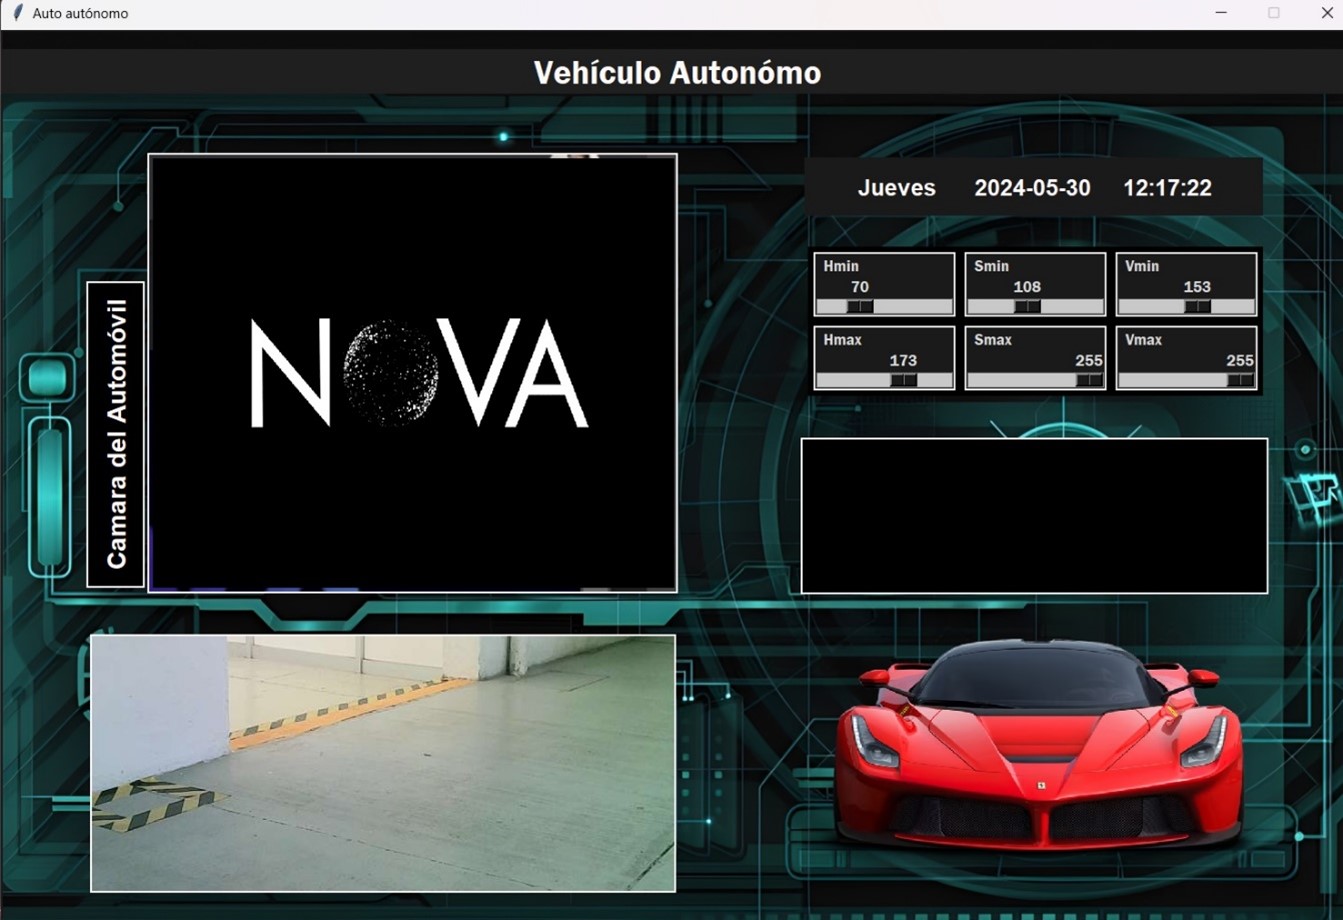 Auto autónomo
Vehículo Autonómo
Camara del Automóvil
NOVA
Jueves 2024-05-30 12:17:22
Hmin Smin Vmin
70 108 153
Hmax Smax Vmax
173 255 255